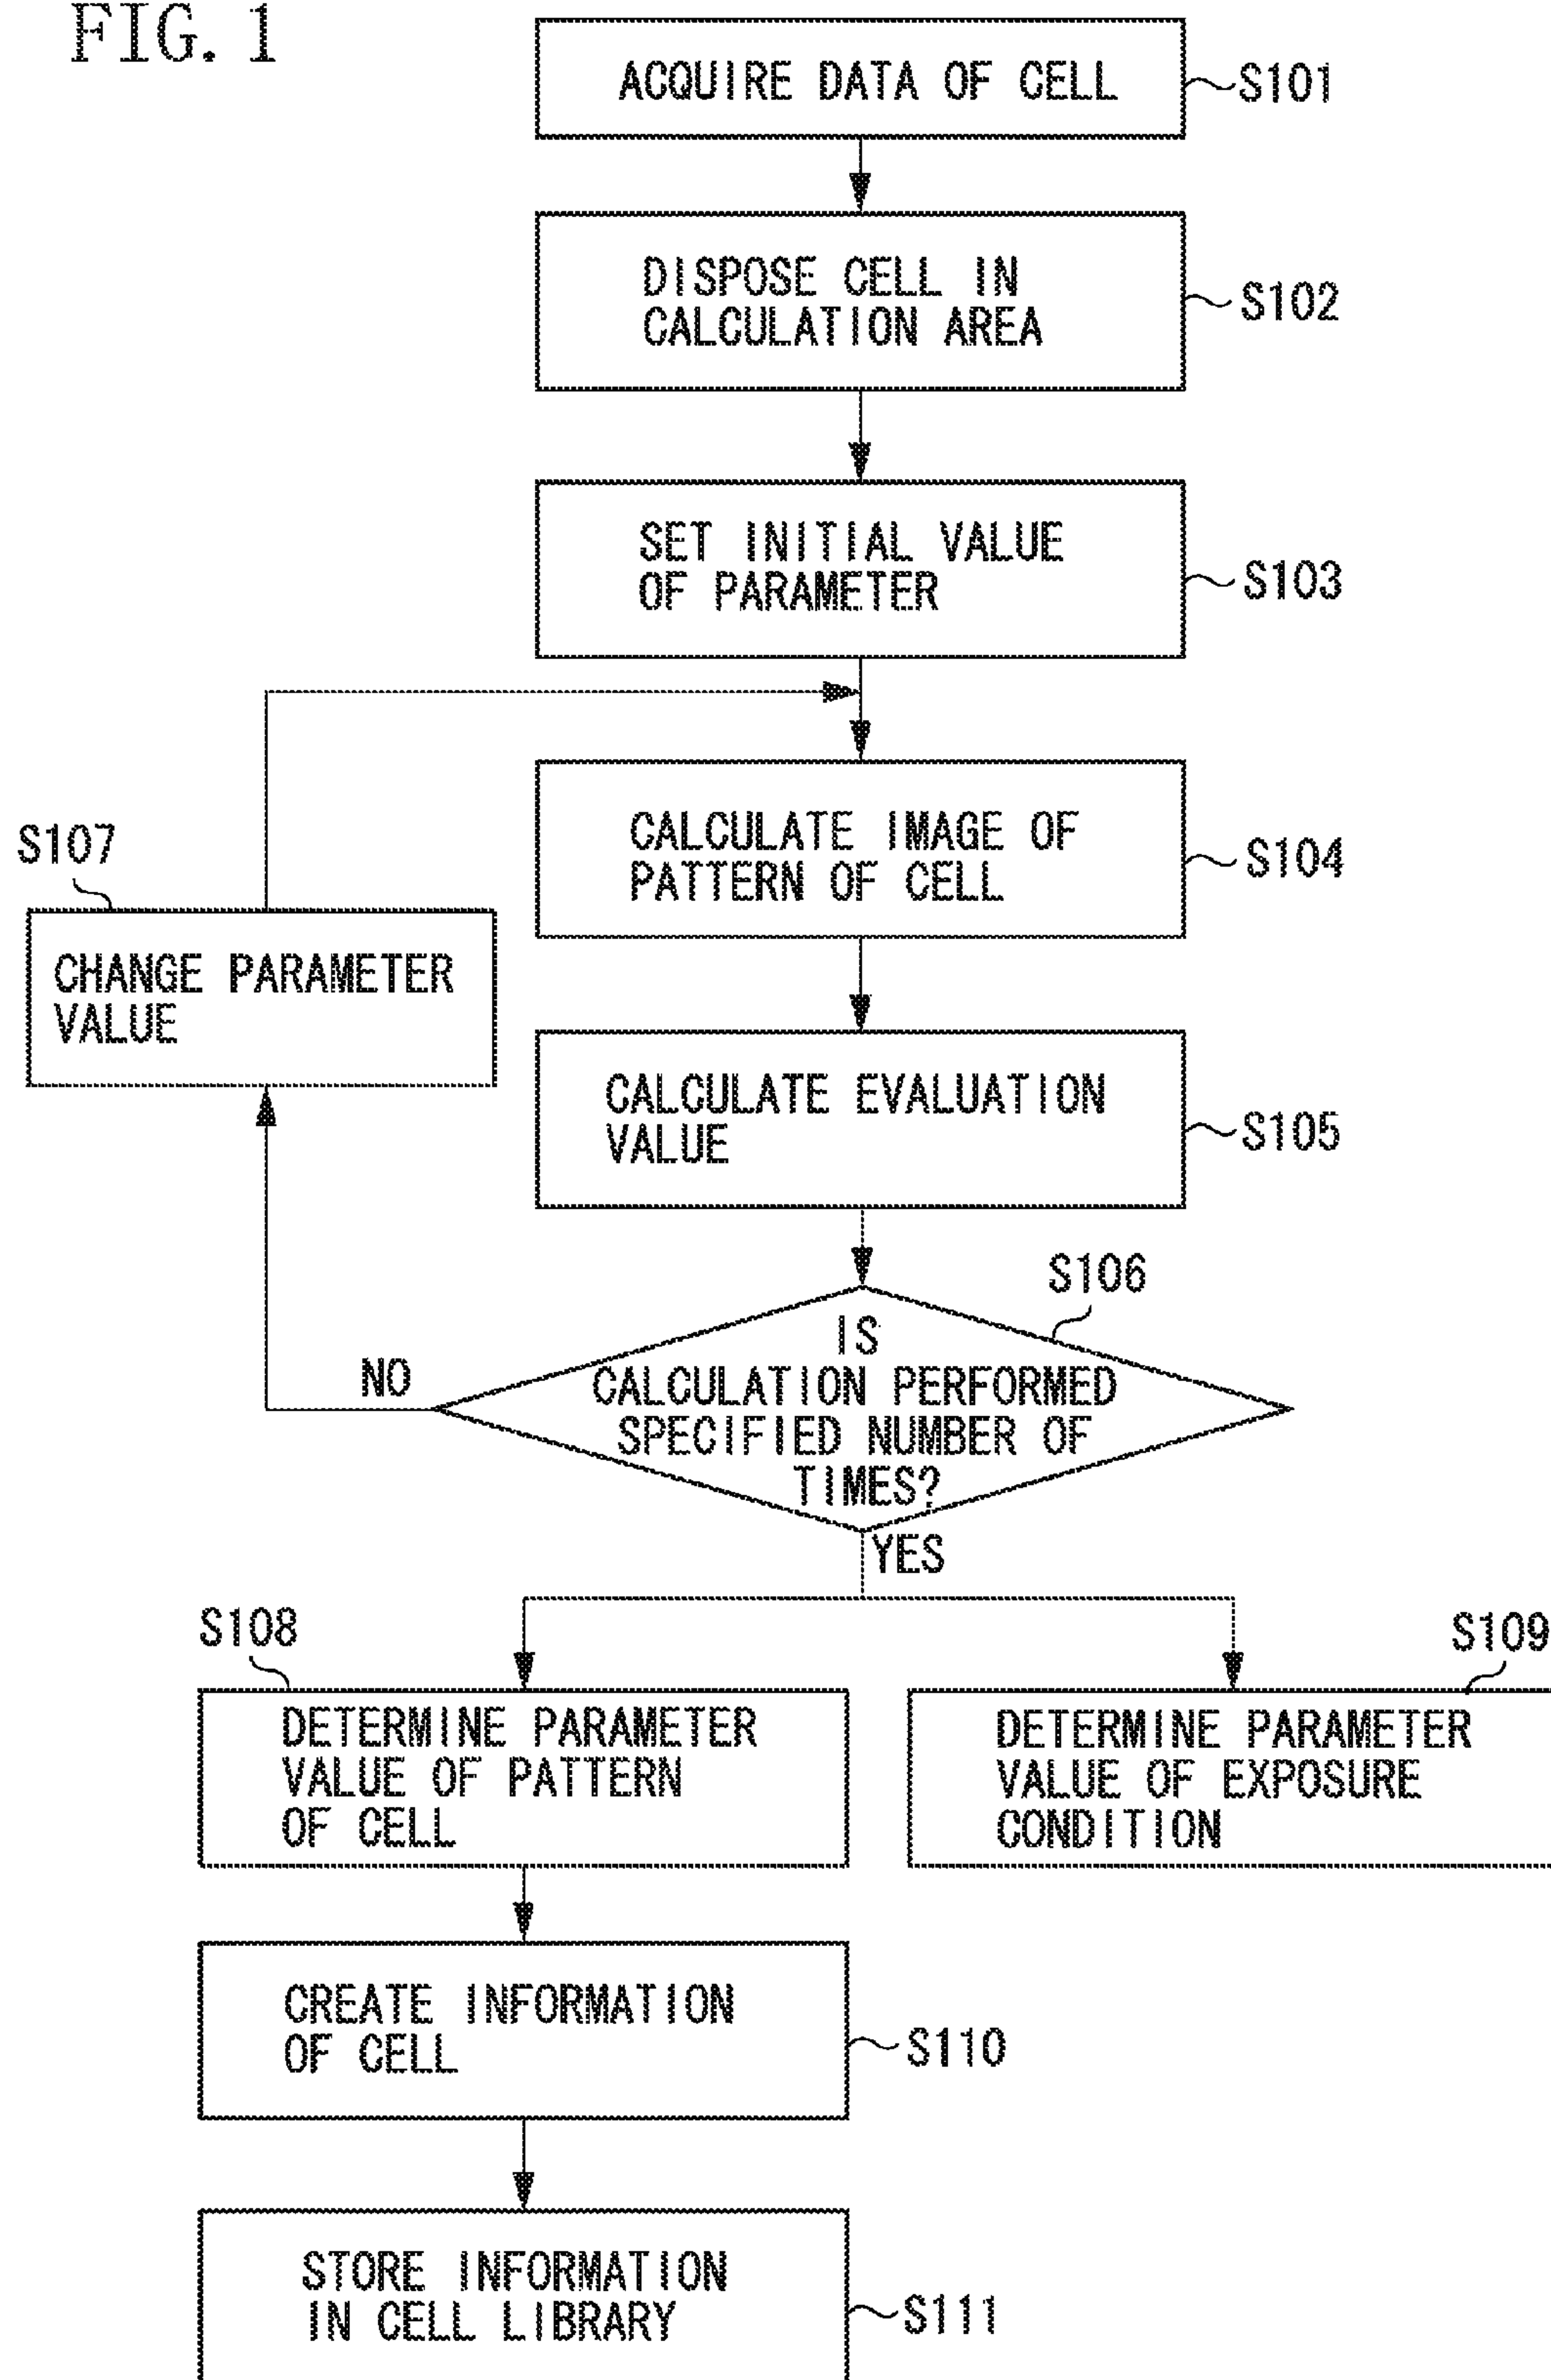 FIG. 1
ACQUIRE DATA OF CELL
S101
DISPOSE CELL IN
CALCULATION AREA
S102
SET INITIAL VALUE
OF PARAMETER
S103
CALCULATE IMAGE OF
PATTERN OF CELL
S104
S107
CHANGE PARAMETER
VALUE
CALCULATE EVALUATION
VALUE
S105
S106
IS
CALCULATION PERFORMED
SPECIFIED NUMBER OF
TIMES?
NO
YES
S108
DETERMINE PARAMETER
VALUE OF PATTERN
OF CELL
S109
DETERMINE PARAMETER
VALUE OF EXPOSURE
CONDITION
CREATE INFORMATION
OF CELL
S110
STORE INFORMATION
IN CELL LIBRARY
S111